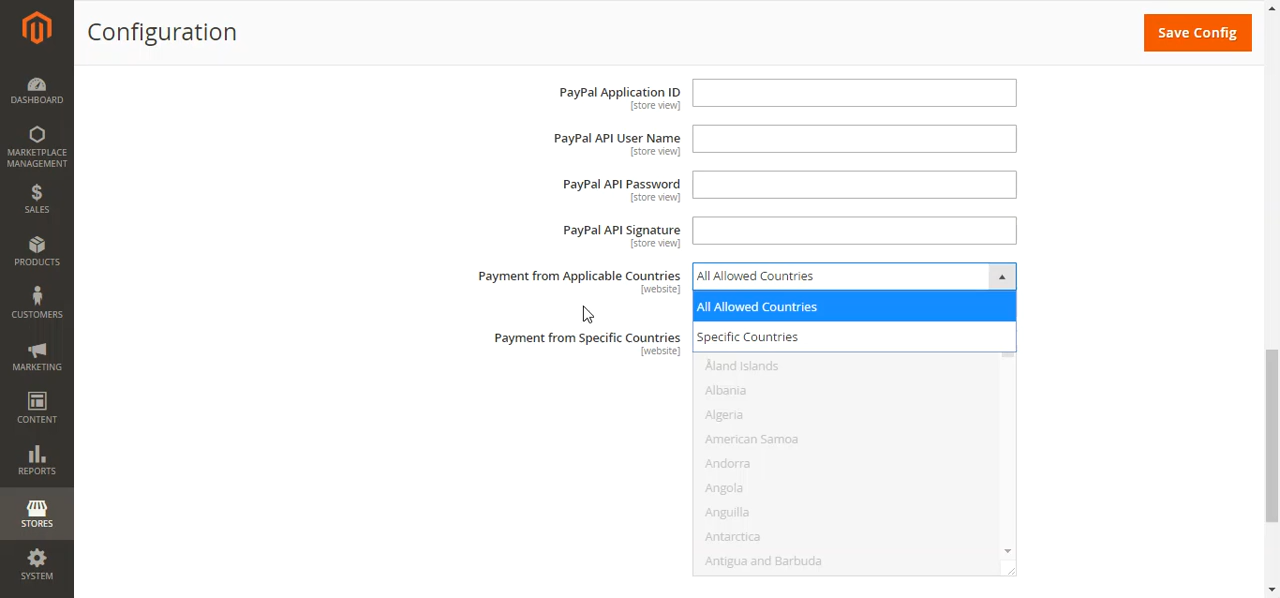 Configuration
Save Config
DASHBOARD
MARKETPLACE
MANAGEMENT
SALES
PRODUCTS
CUSTOMERS
MARKETING
CONTENT
REPORTS
STORES
SYSTEM
PayPal Application ID
[store view]
PayPal API User Name
[store view]
PayPal API Password
[store view]
PayPal API Signature
[store view]
Payment from Applicable Countries
[website]
All Allowed Countries
All Allowed Countries
Specific Countries
Payment from Specific Countries
[website]
Åland Islands
Albania
Algeria
American Samoa
Andorra
Angola
Anguilla
Antarctica
Antigua and Barbuda